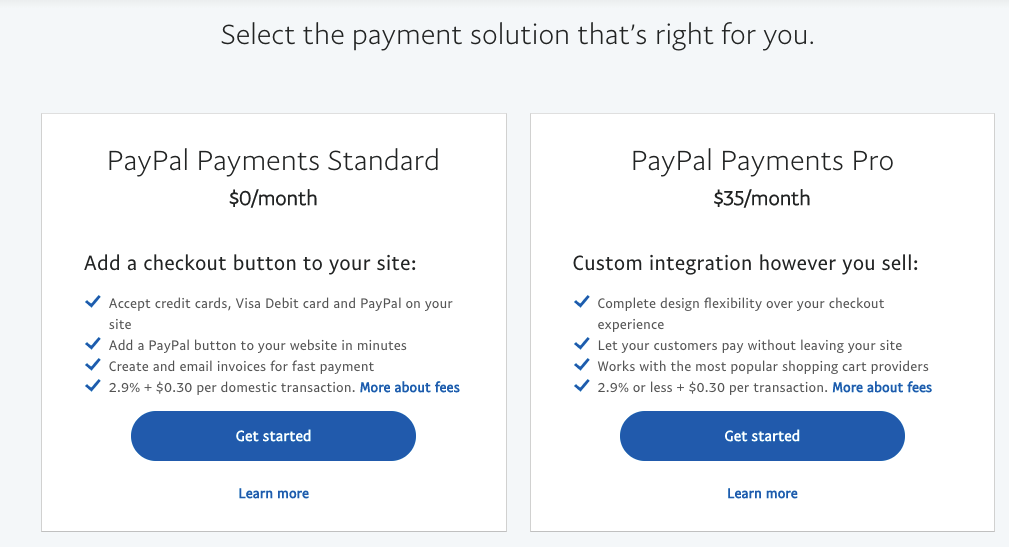 Select the payment solution that's right for you.
PayPal Payments Standard
$0/month
Add a checkout button to your site:
Accept credit cards, Visa Debit card and PayPal on your
site
Add a PayPal button to your website in minutes
Create and email invoices for fast payment
2.9% + $0.30 per domestic transaction. More about fees
Get started
Learn more
PayPal Payments Pro
$35/month
Custom integration however you sell:
Complete design flexibility over your checkout
experience
Let your customers pay without leaving your site
Works with the most popular shopping cart providers
2.9% or less + $0.30 per transaction. More about fees
Get started
Learn more